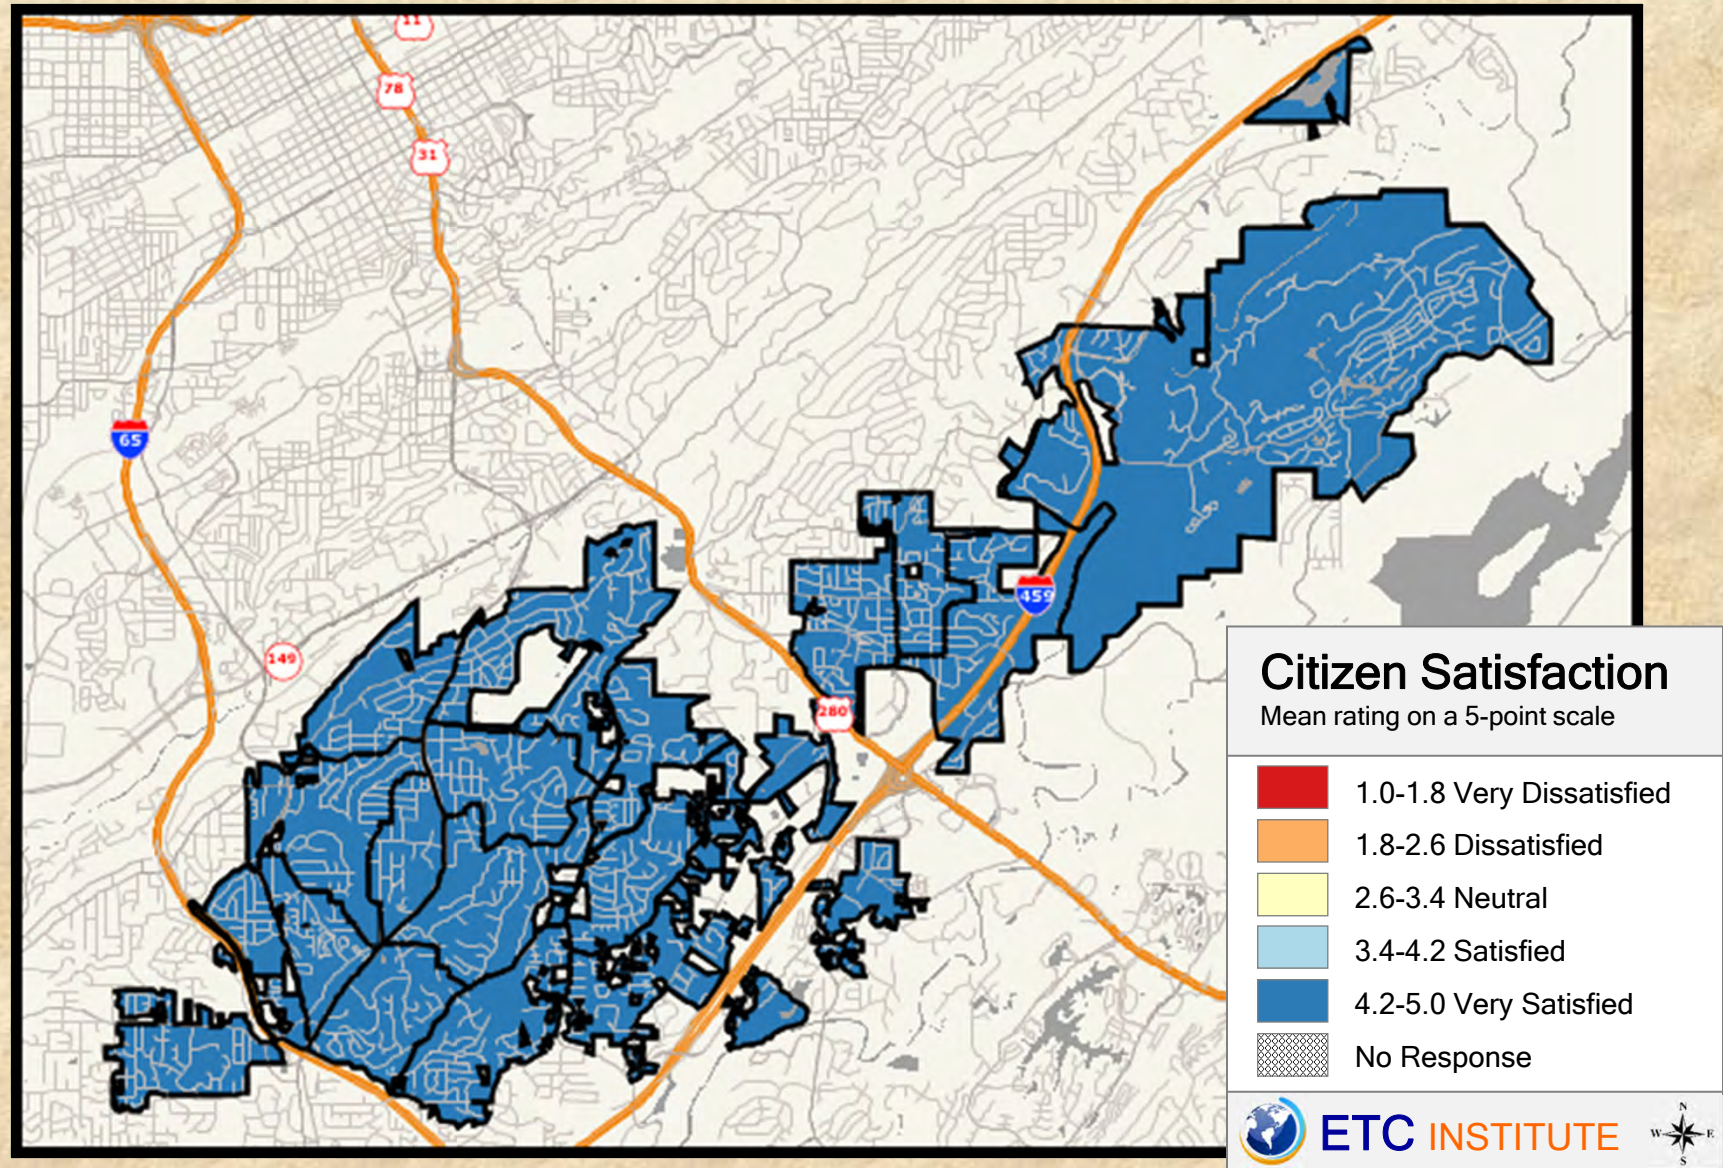 11
78
31
65
459
149
280
Citizen Satisfaction
Mean rating on a 5-point scale
1.0-1.8 Very Dissatisfied
1.8-2.6 Dissatisfied
2.6-3.4 Neutral
3.4-4.2 Satisfied
4.2-5.0 Very Satisfied
No Response
ETC INSTITUTE
N
W E
S